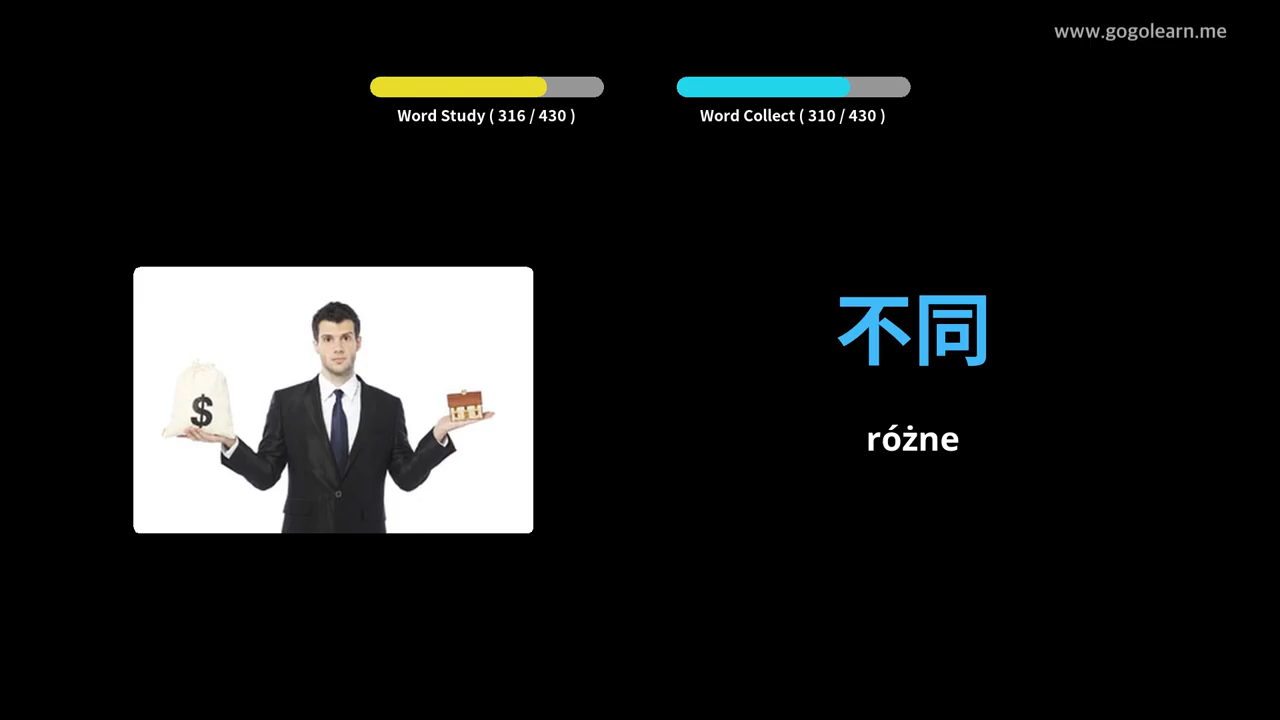 www.gogolearn.me
Word Study ( 316 / 430 )
Word Collect ( 310 / 430 )
$
不同
różne